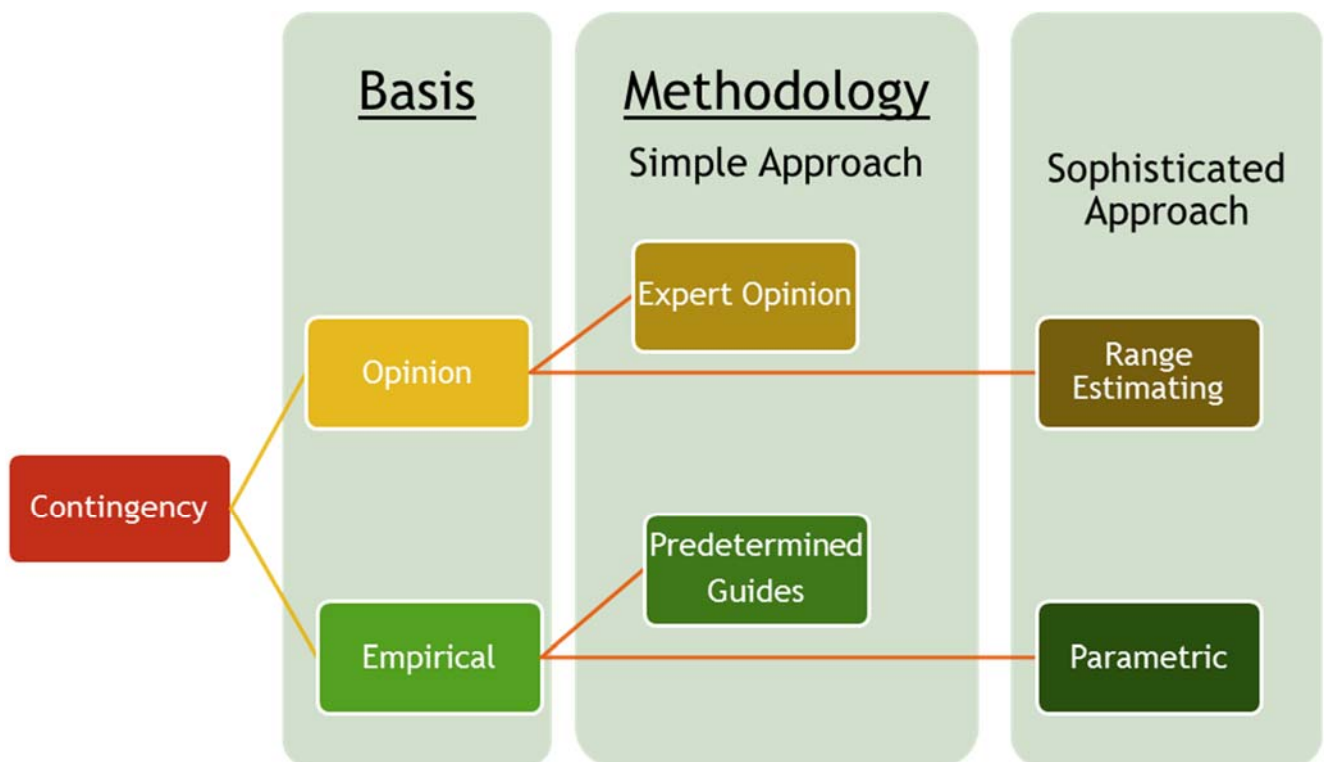 Basis
Methodology
Simple Approach
Sophisticated
Approach
Expert Opinion
Opinion
Range
Estimating
Contingency
Predetermined
Guides
Empirical
Parametric